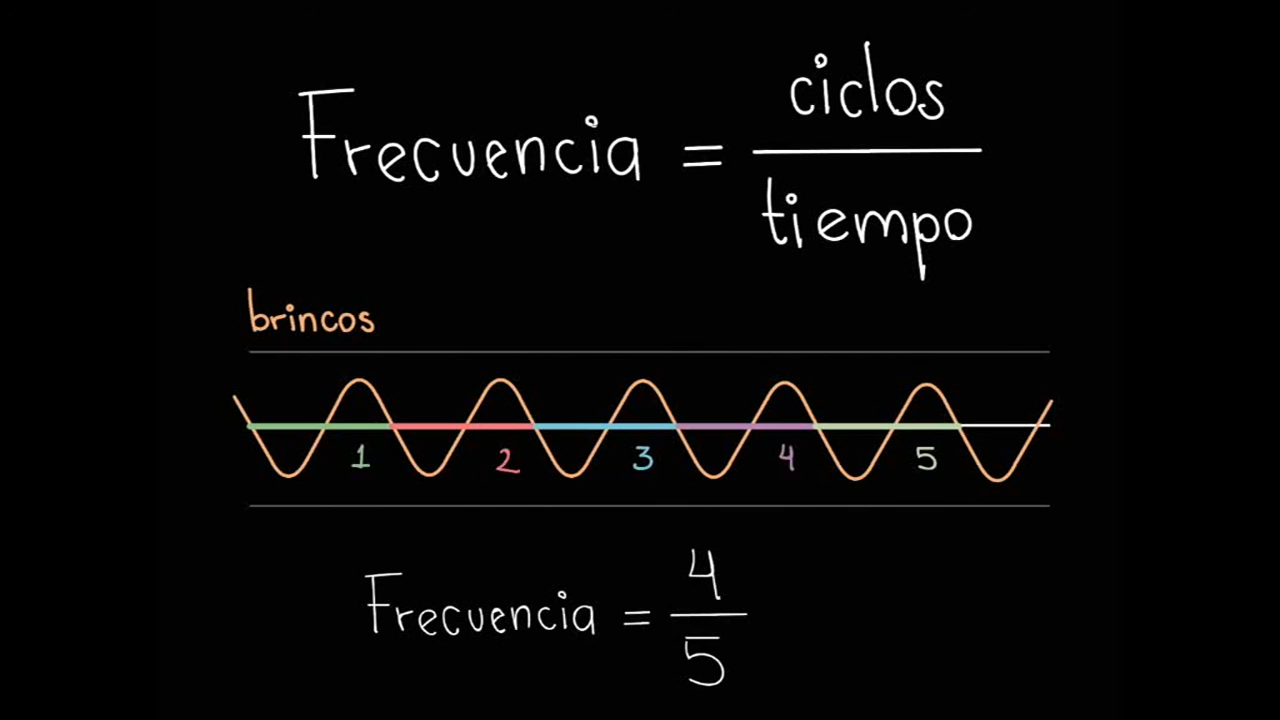 Frecuencia = ciclos / tiempo
brincos
1 2 3 4 5
Frecuencia = 4 / 5